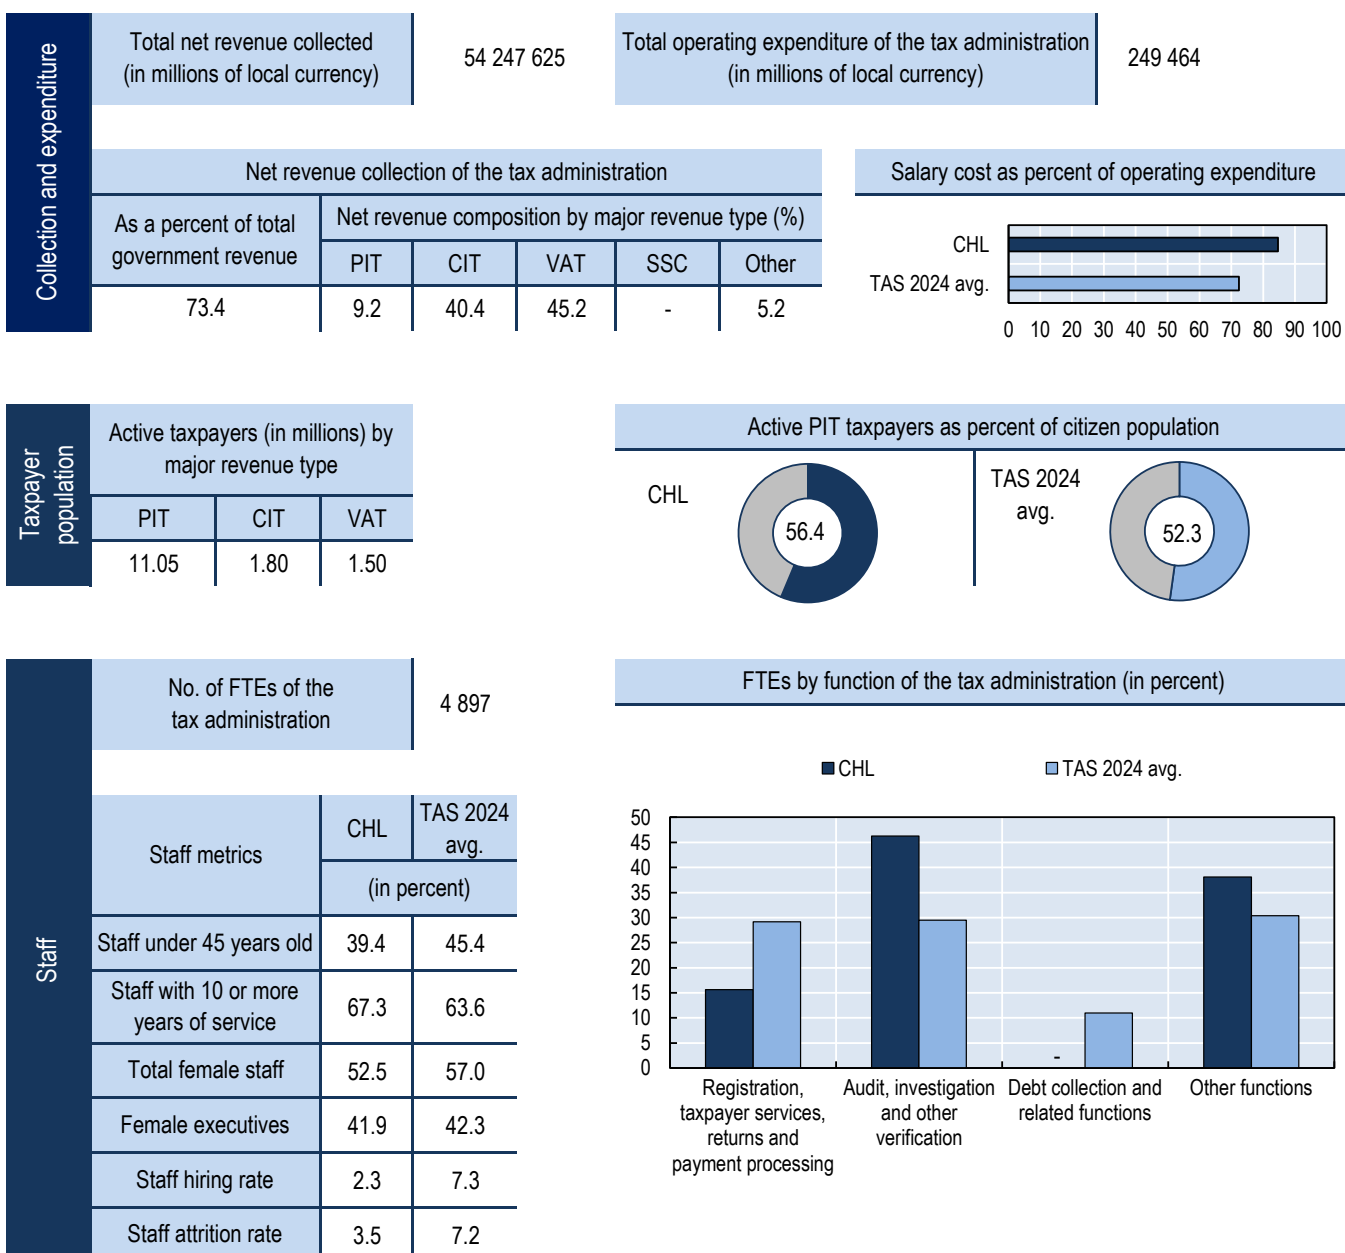 Collection and expenditure
Total net revenue collected
(in millions of local currency)
54 247 625
Total operating expenditure of the tax administration
(in millions of local currency)
249 464
Net revenue collection of the tax administration
As a percent of total
government revenue
Net revenue composition by major revenue type (%)
PIT CIT VAT SSC Other
73.4 9.2 40.4 45.2 - 5.2
Salary cost as percent of operating expenditure
CHL
TAS 2024 avg.
0 10 20 30 40 50 60 70 80 90 100
Taxpayer
population
Active taxpayers (in millions) by
major revenue type
PIT CIT VAT
11.05 1.80 1.50
Active PIT taxpayers as percent of citizen population
CHL
56.4
TAS 2024
avg.
52.3
Staff
No. of FTEs of the
tax administration
4 897
Staff metrics
CHL
TAS 2024
avg.
(in percent)
Staff under 45 years old 39.4 45.4
Staff with 10 or more
years of service
67.3 63.6
Total female staff 52.5 57.0
Female executives 41.9 42.3
Staff hiring rate 2.3 7.3
Staff attrition rate 3.5 7.2
FTEs by function of the tax administration (in percent)
CHL TAS 2024 avg.
50
45
40
35
30
25
20
15
10
5
0
-
Registration,
taxpayer services,
returns and
payment processing
Audit, investigation
and other
verification
Debt collection and
related functions
Other functions